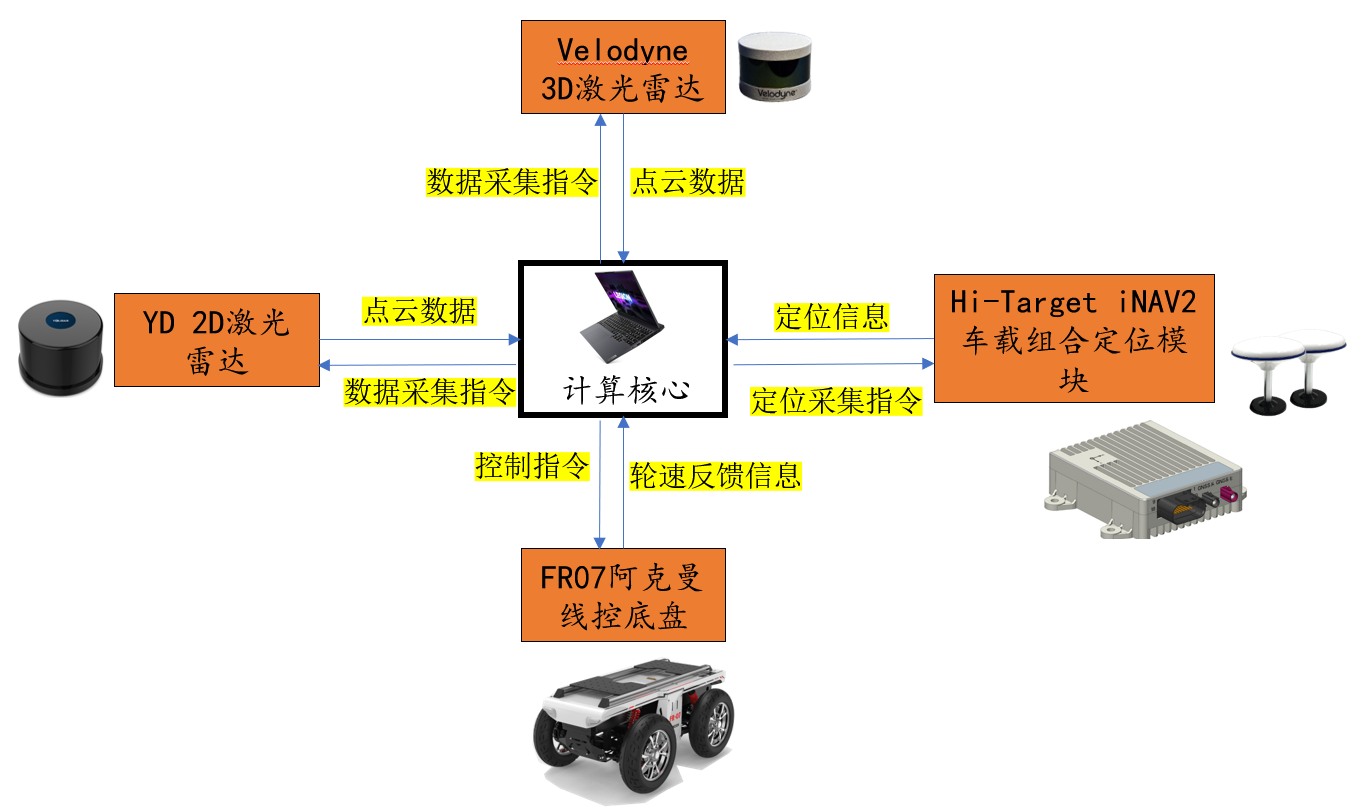 Velodyne
3D激光雷达
Velodyne
数据采集指令
点云数据
YD 2D激光
雷达
点云数据
数据采集指令
LEGION
计算核心
定位信息
定位采集指令
Hi-Target iNAV2
车载组合定位模
块
控制指令
轮速反馈信息
FR07阿克曼
线控底盘
FR-07